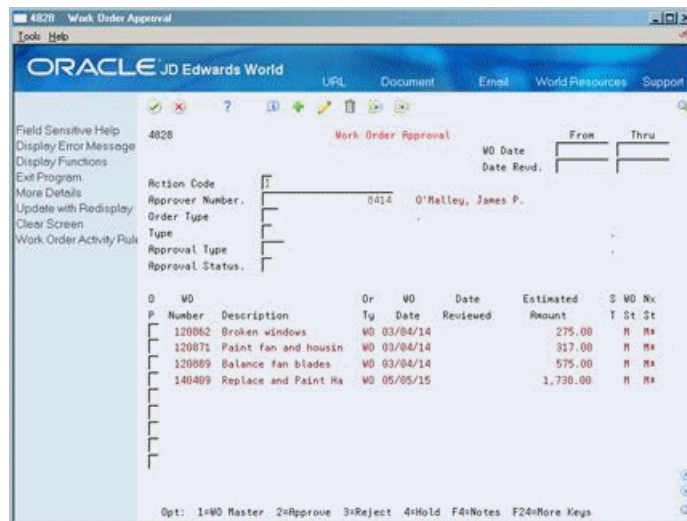 4828 Work Order Approval
Tools Help
ORACLE JD Edwards World
URL Document Email World Resources Support
Field Sensitive Help
Display Error Message
Display Functions
Exit Program
More Details
Update with Redisplay
Clear Screen
Work Order Activity Rule
4828 Work Order Approval From Thru
WO Date
Date Revd.
Action Code I
Approver Number. 8414 O'Malley, James P.
Order Type
Type
Approval Type
Approval Status.
O WO Or WO Date Estimated S WO Nx
P Number Description Ty Date Reviewed Amount T St St
120862 Broken windows WO 03/04/14 275.00 M M*
120871 Paint fan and housin WO 03/04/14 317.00 M M*
120889 Balance fan blades WO 03/04/14 575.00 M M*
140409 Replace and Paint Ha WO 05/05/15 1,730.00 M M*
Opt: 1=WO Master 2=Approve 3=Reject 4=Hold F4=Notes F24=More Keys